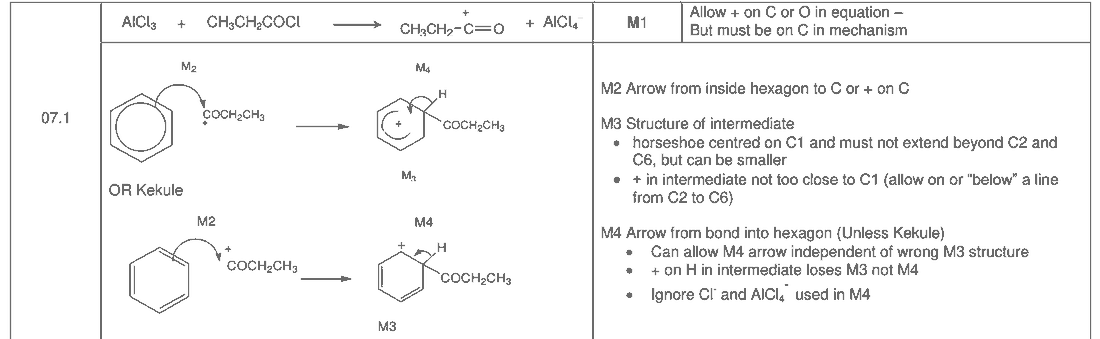 AlCl₃ + CH₃CH₂COCl ⟶ CH₃CH₂-C⁺=O + AlCl₄⁻
M1
Allow + on C or O in equation –
But must be on C in mechanism
07.1
M2
M4
H
COCH₂CH₃
+
COCH₂CH₃
M3
OR Kekule
M2
M4
+
+
H
COCH₂CH₃
COCH₂CH₃
M3
M2 Arrow from inside hexagon to C or + on C
M3 Structure of intermediate
• horseshoe centred on C1 and must not extend beyond C2 and
C6, but can be smaller
• + in intermediate not too close to C1 (allow on or "below" a line
from C2 to C6)
M4 Arrow from bond into hexagon (Unless Kekule)
• Can allow M4 arrow independent of wrong M3 structure
• + on H in intermediate loses M3 not M4
• Ignore Cl⁻ and AlCl₄⁻ used in M4